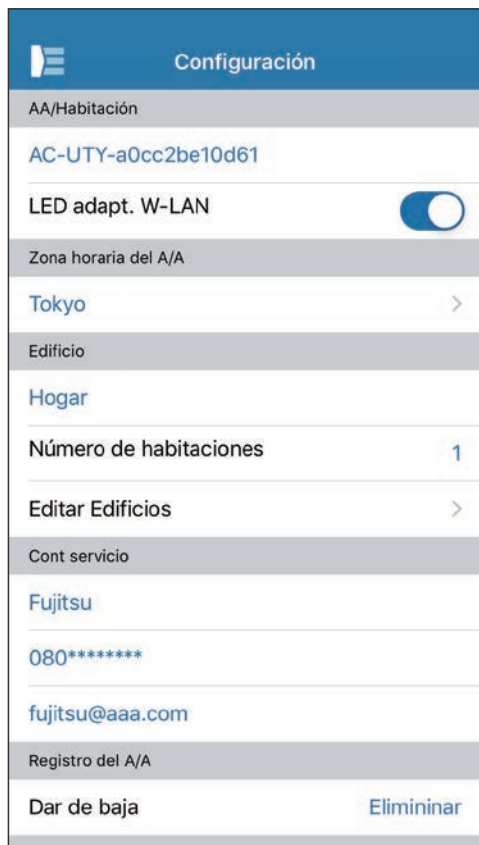 Configuración
AA/Habitación
AC-UTY-a0cc2be10d61
LED adapt. W-LAN
Zona horaria del A/A
Tokyo
Edificio
Hogar
Número de habitaciones 1
Editar Edificios
Cont servicio
Fujitsu
080********
fujitsu@aaa.com
Registro del A/A
Dar de baja Elimininar